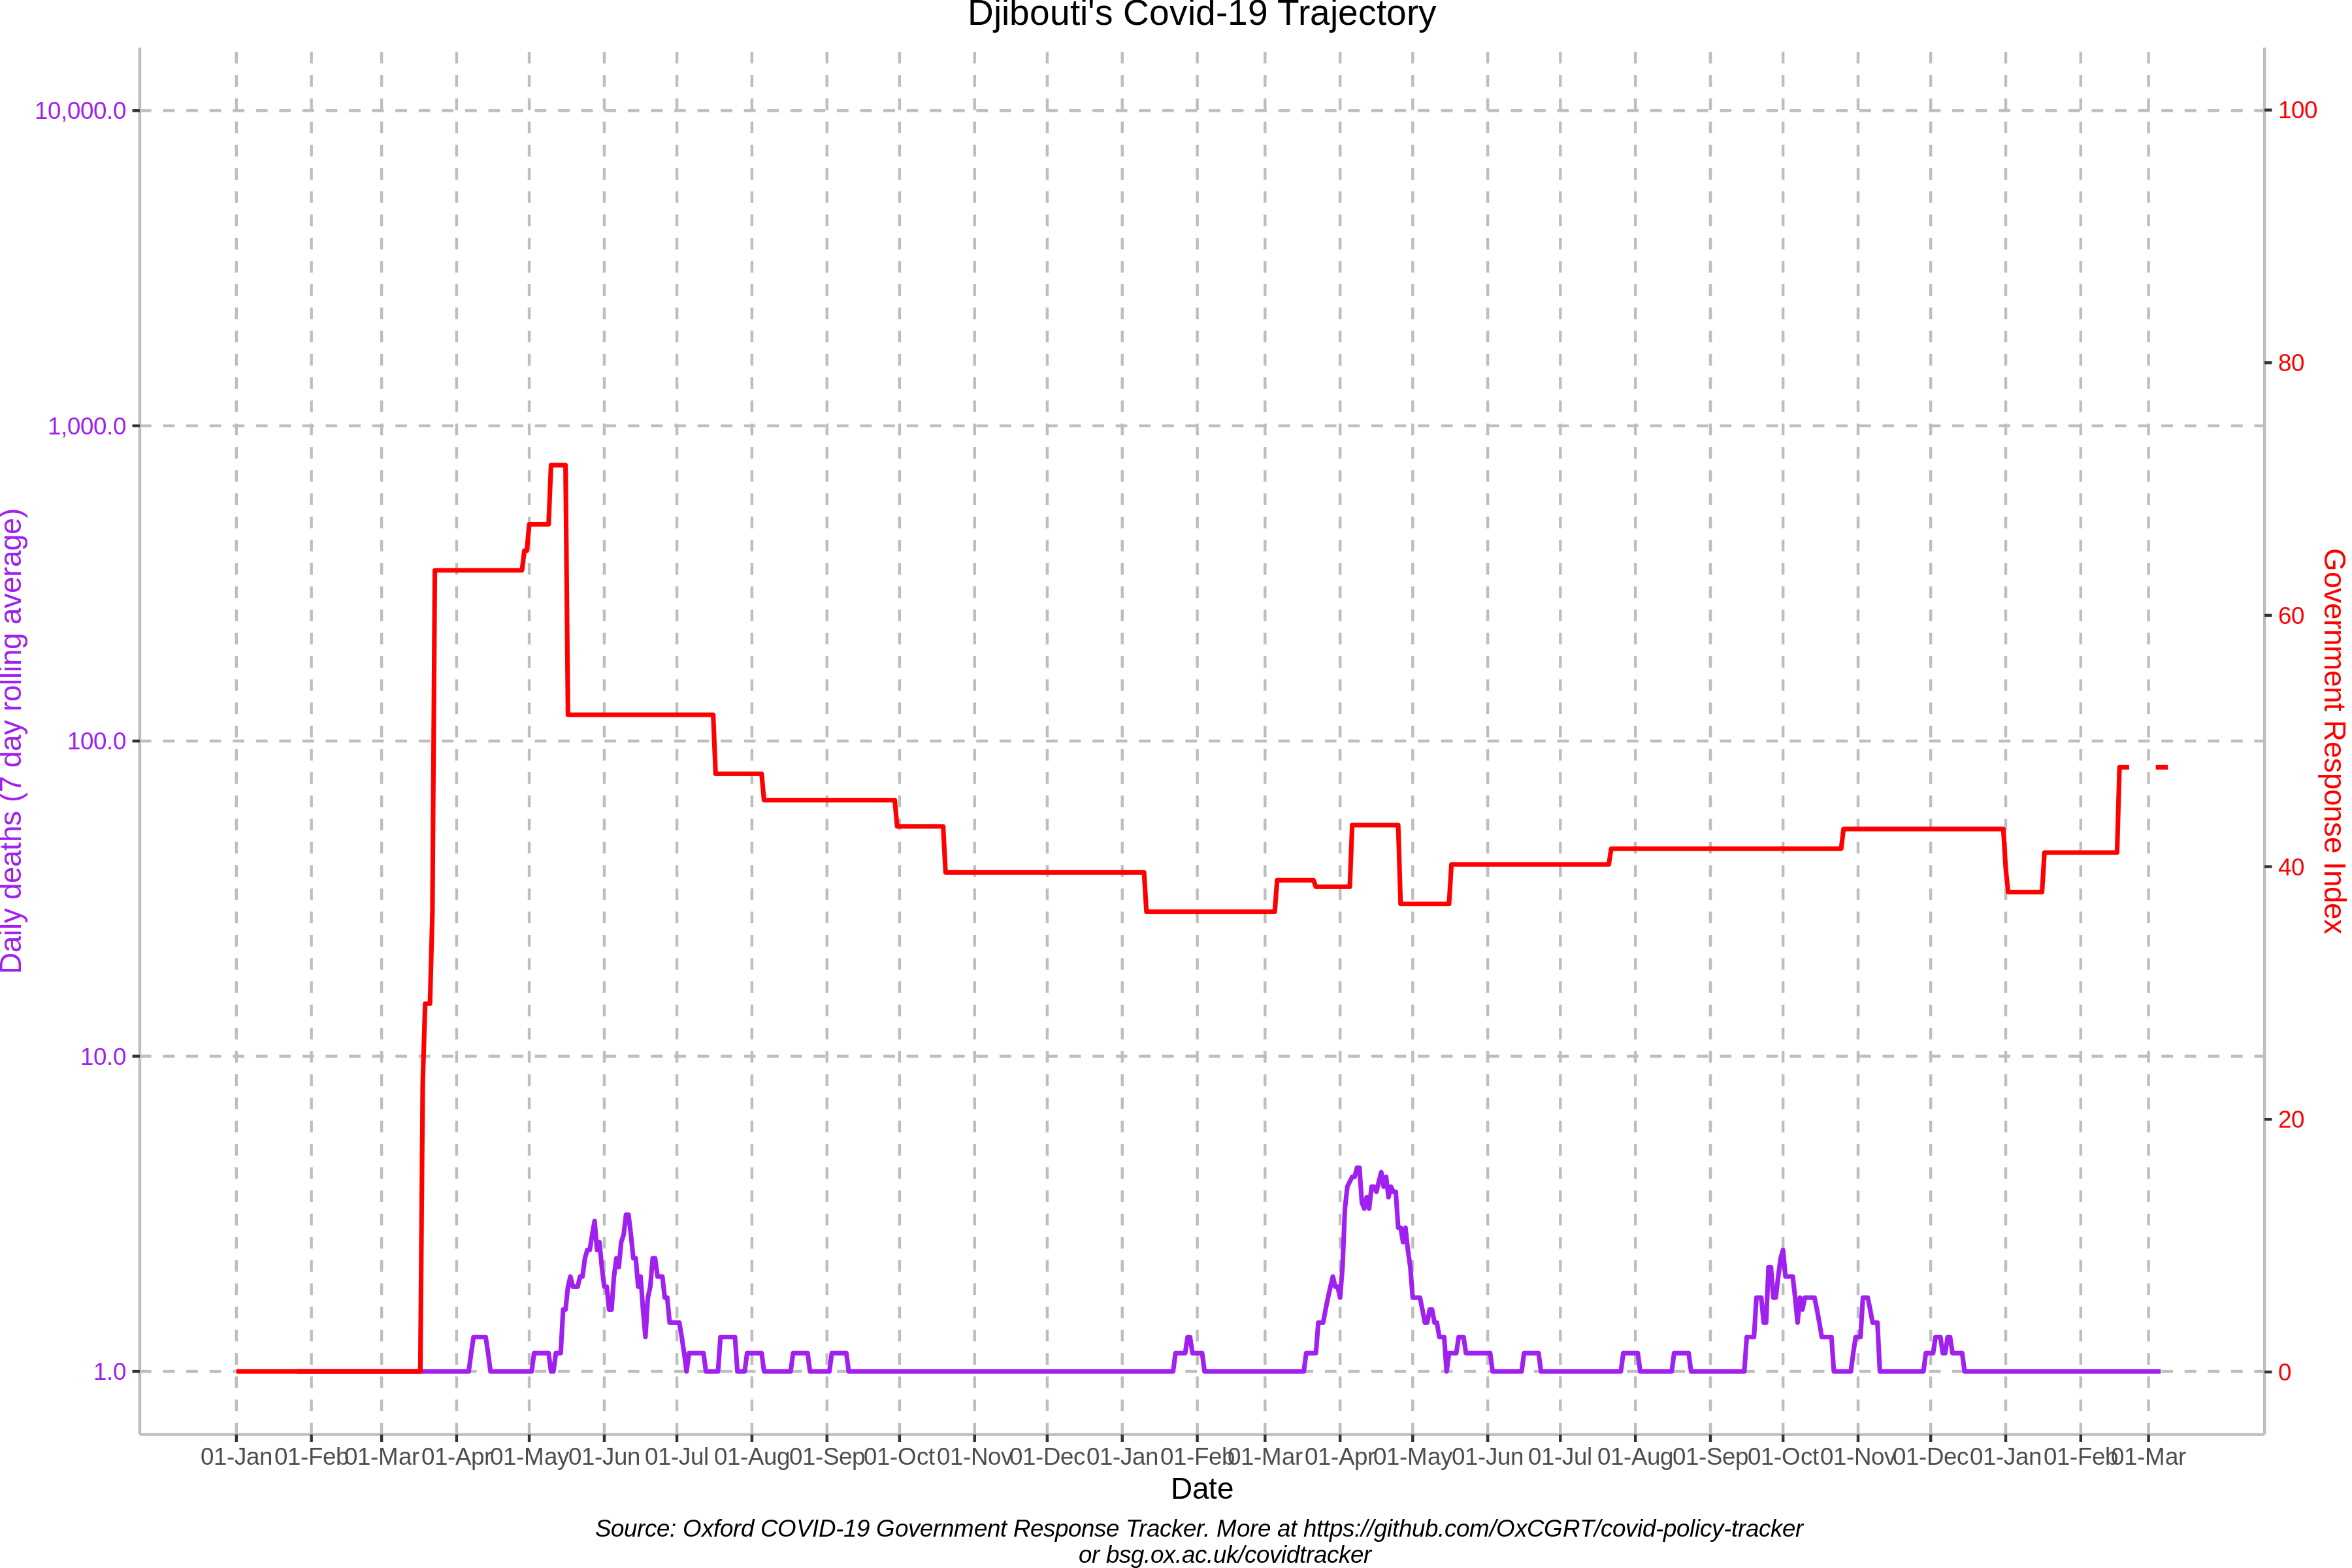 Djibouti's Covid-19 Trajectory
10,000.0
1,000.0
100.0
10.0
1.0
Daily deaths (7 day rolling average)
100
80
60
40
20
0
Government Response Index
01-Jan 01-Feb 01-Mar 01-Apr 01-May 01-Jun 01-Jul 01-Aug 01-Sep 01-Oct 01-Nov 01-Dec 01-Jan 01-Feb 01-Mar 01-Apr 01-May 01-Jun 01-Jul 01-Aug 01-Sep 01-Oct 01-Nov 01-Dec 01-Jan 01-Feb 01-Mar
Date
Source: Oxford COVID-19 Government Response Tracker. More at https://github.com/OxCGRT/covid-policy-tracker
or bsg.ox.ac.uk/covidtracker